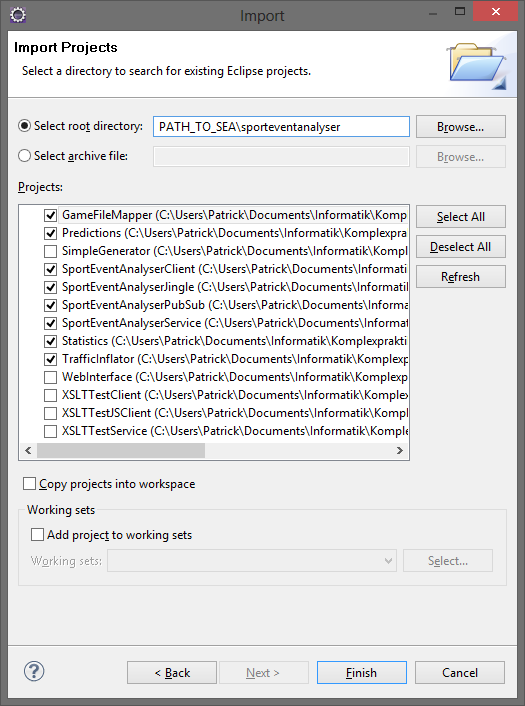 Import
Import Projects
Select a directory to search for existing Eclipse projects.
Select root directory: PATH_TO_SEA\sporteventanalyser Browse...
Select archive file: Browse...
Projects:
GameFileMapper (C:\Users\Patrick\Documents\Informatik\Komp
Predictions (C:\Users\Patrick\Documents\Informatik\Komplexpra
SimpleGenerator (C:\Users\Patrick\Documents\Informatik\Komple
SportEventAnalyserClient (C:\Users\Patrick\Documents\Informati
SportEventAnalyserJingle (C:\Users\Patrick\Documents\Informatil
SportEventAnalyserPubSub (C:\Users\Patrick\Documents\Informat
SportEventAnalyserService (C:\Users\Patrick\Documents\Informat
Statistics (C:\Users\Patrick\Documents\Informatik\Komplexprakti
TrafficInflator (C:\Users\Patrick\Documents\Informatik\Komplexp
WebInterface (C:\Users\Patrick\Documents\Informatik\Komplexp
XSLTTestClient (C:\Users\Patrick\Documents\Informatik\Komplex
XSLTTestJSClient (C:\Users\Patrick\Documents\Informatik\Kompl
XSLTTestService (C:\Users\Patrick\Documents\Informatik\Komple
Select All
Deselect All
Refresh
Copy projects into workspace
Working sets
Add project to working sets
Working sets: Select...
? < Back Next > Finish Cancel